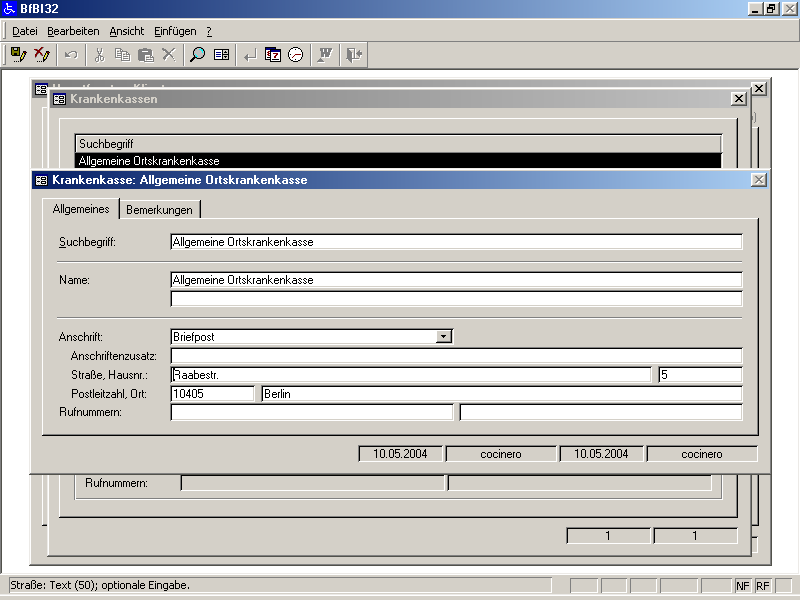 BfBI32
Datei Bearbeiten Ansicht Einfügen ?
Krankenkassen
Suchbegriff
Allgemeine Ortskrankenkasse
Krankenkasse: Allgemeine Ortskrankenkasse
Allgemeines Bemerkungen
Suchbegriff: Allgemeine Ortskrankenkasse
Name: Allgemeine Ortskrankenkasse
Anschrift: Briefpost
Anschriftenzusatz:
Straße, Hausnr.: Raabestr. 5
Postleitzahl, Ort: 10405 Berlin
Rufnummern:
10.05.2004 cocinero 10.05.2004 cocinero
Rufnummern:
1 1
Straße: Text (50); optionale Eingabe. NF RF